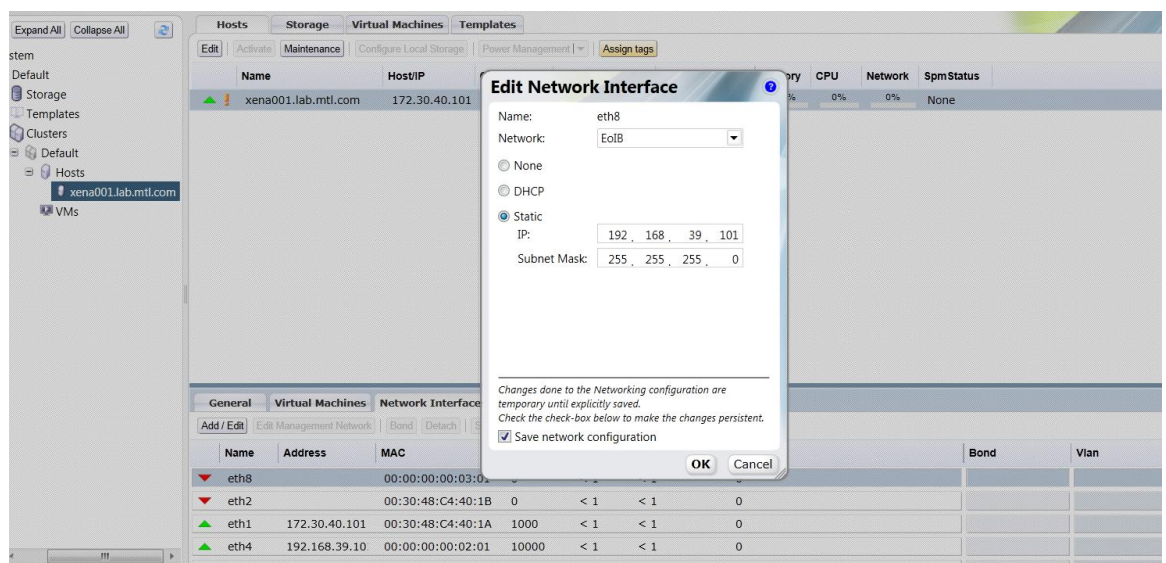 Expand All Collapse All
Hosts Storage Virtual Machines Templates
Edit Activate Maintenance Configure Local Storage Power Management Assign tags
stem
Default
Storage
Templates
Clusters
Default
Hosts
xena001.lab.mtl.com
VMs
Name Host/IP CPU Network SpmStatus
xena001.lab.mtl.com 172.30.40.101 % 0% 0% None
Edit Network Interface
Name: eth8
Network: EoIB
None
DHCP
Static
IP: 192 . 168 . 39 . 101
Subnet Mask: 255 . 255 . 255 . 0
Changes done to the Networking configuration are
temporary until explicitly saved.
Check the check-box below to make the changes persistent.
Save network configuration
OK Cancel
General Virtual Machines Network Interface
Add / Edit Edit Management Network Bond Detach S
Name Address MAC Bond Vlan
eth8 00:00:00:00:03:01
eth2 00:30:48:C4:40:1B 0 < 1 < 1 0
eth1 172.30.40.101 00:30:48:C4:40:1A 1000 < 1 < 1 0
eth4 192.168.39.10 00:00:00:00:02:01 10000 < 1 < 1 0